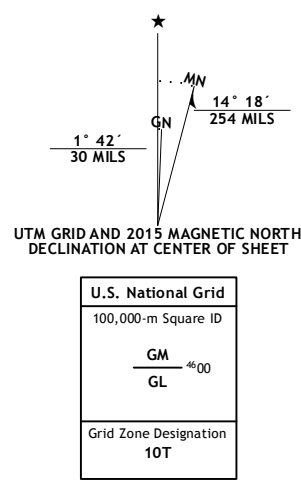 ★
MN
GN
14° 18´
254 MILS
1° 42´
30 MILS
UTM GRID AND 2015 MAGNETIC NORTH
DECLINATION AT CENTER OF SHEET
U.S. National Grid
100,000-m Square ID
GM
4600
GL
Grid Zone Designation
10T